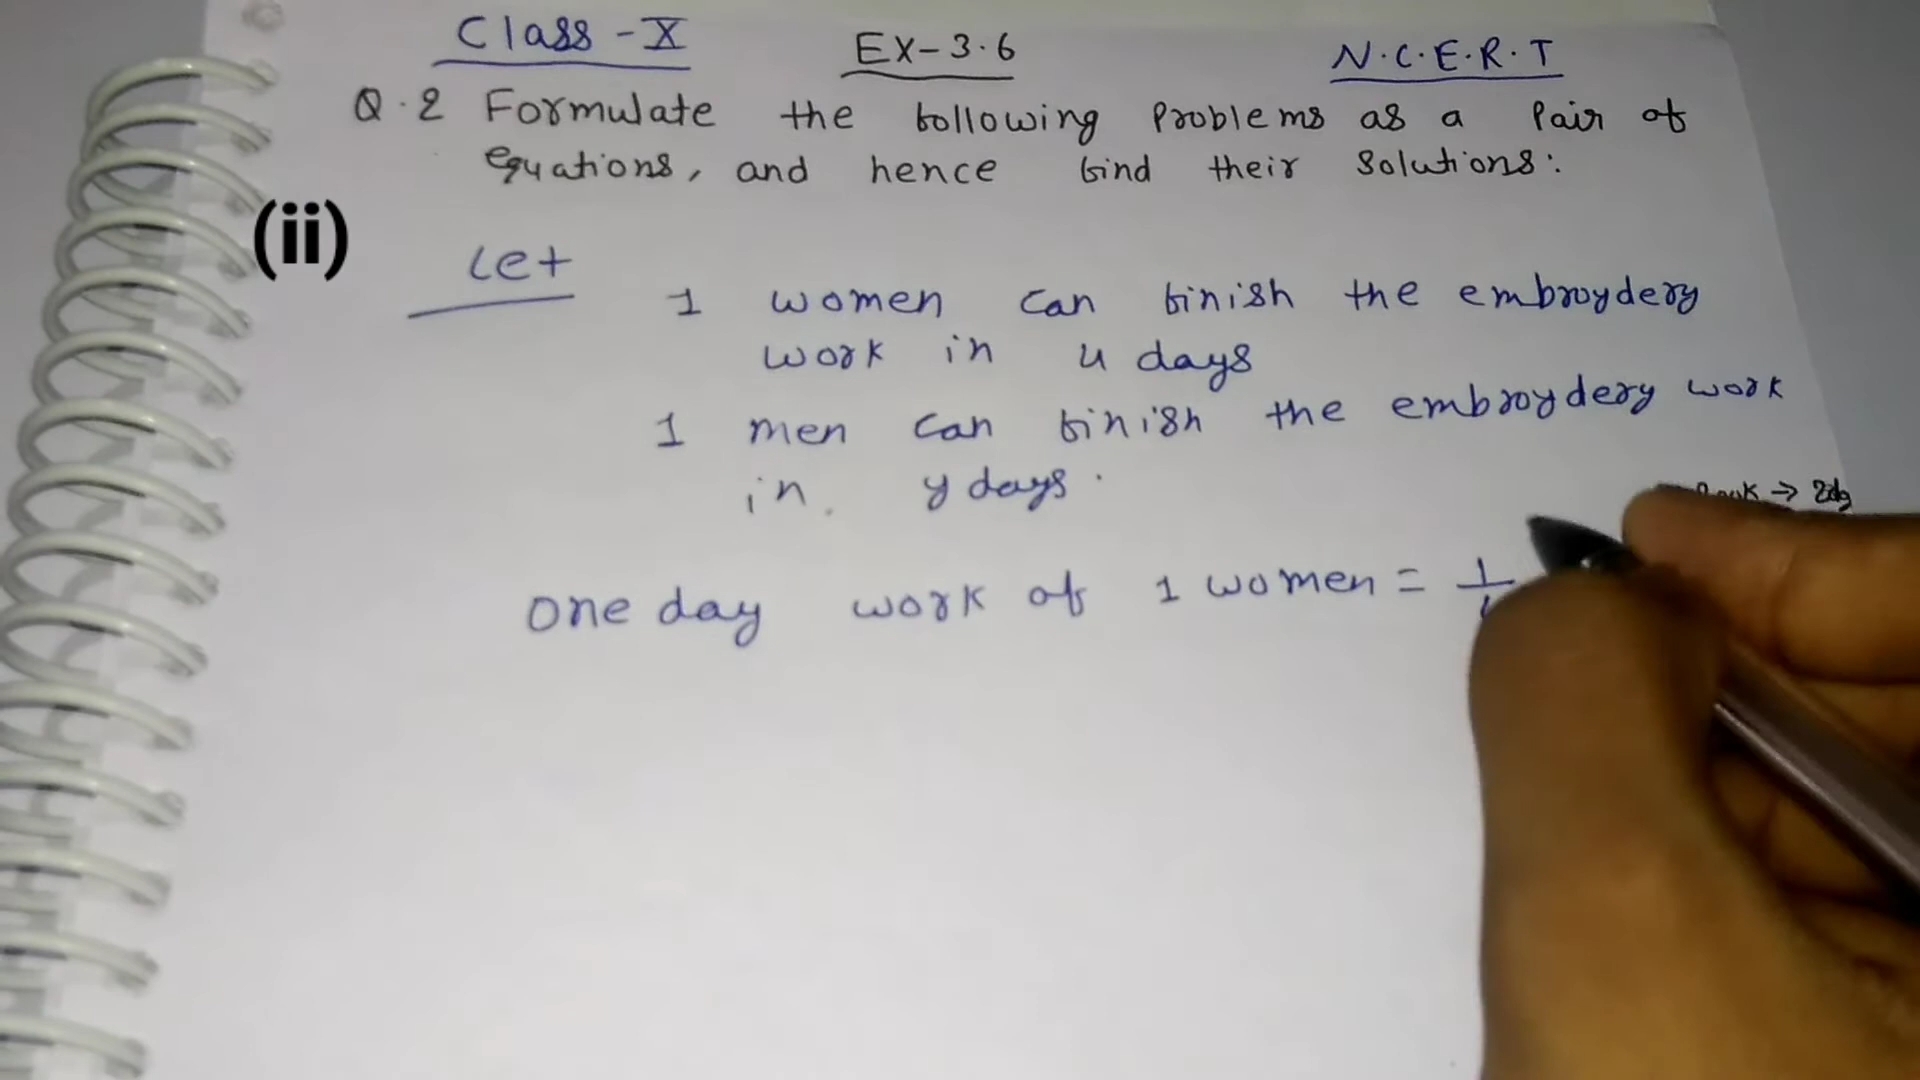 Class - X EX-3.6 N.C.E.R.T
Q.2 Formulate the following Problems as a Pair of
equations, and hence find their Solutions:
(ii)
Let
1 women can finish the embroydery
work in u days
1 men can finish the embroydery work
in. y days.
→
one day work of 1 women = 1/